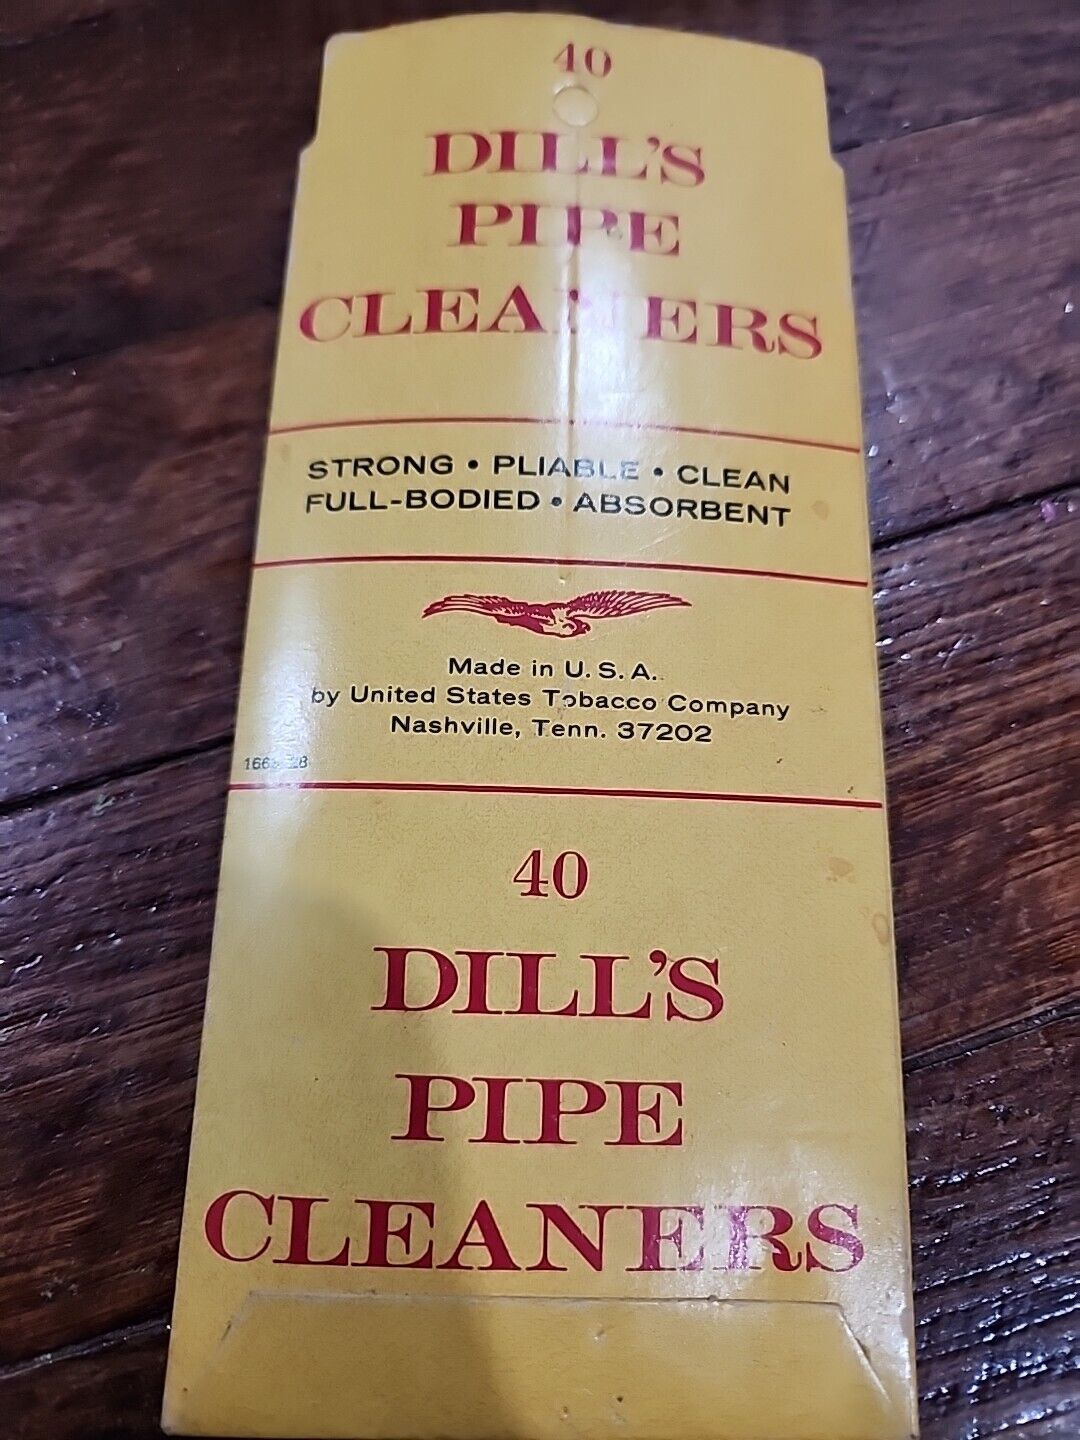 40
DILL'S
PIPE
CLEANERS
STRONG • PLIABLE • CLEAN
FULL-BODIED • ABSORBENT
Made in U. S. A.
by United States Tobacco Company
Nashville, Tenn. 37202
40
DILL'S
PIPE
CLEANERS